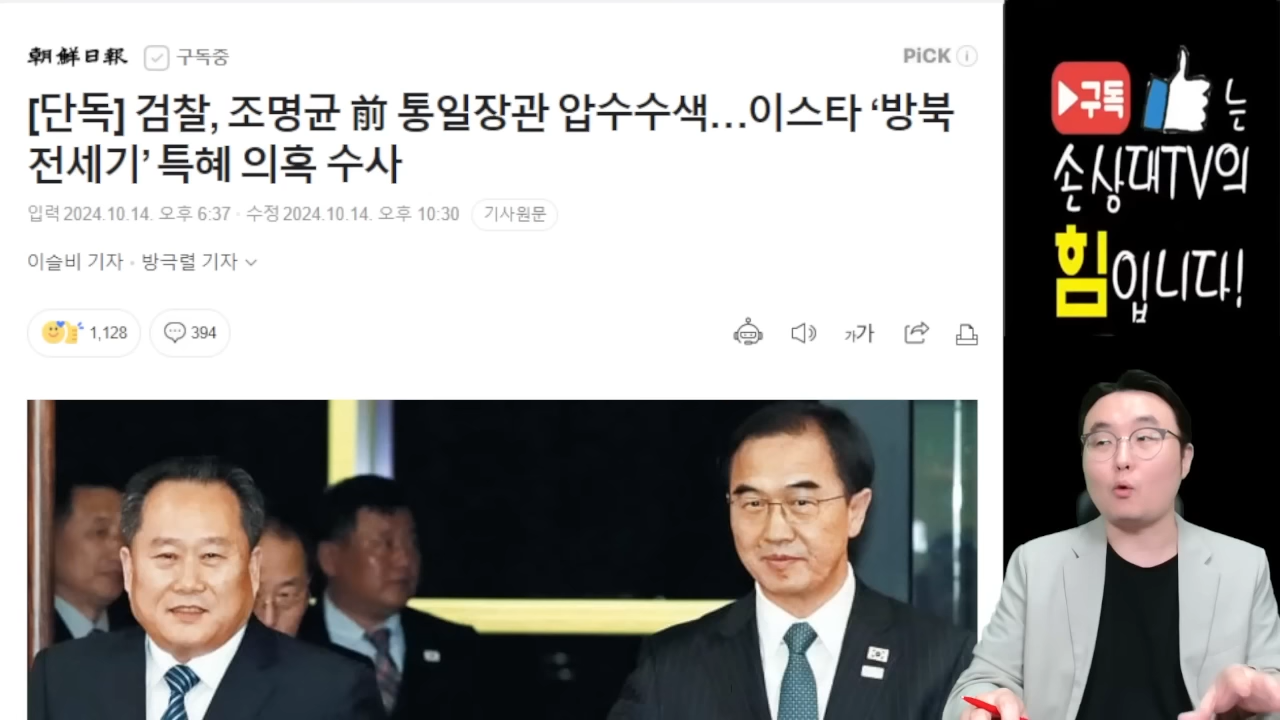 朝鮮日報 구독중
PiCK
[단독] 검찰, 조명균 前 통일장관 압수수색…이스타 ‘방북
전세기’ 특혜 의혹 수사
입력 2024.10.14. 오후 6:37 · 수정 2024.10.14. 오후 10:30 기사원문
이슬비 기자 · 방극렬 기자
1,128 394
가가
구독 는
손상대TV의
힘입니다!